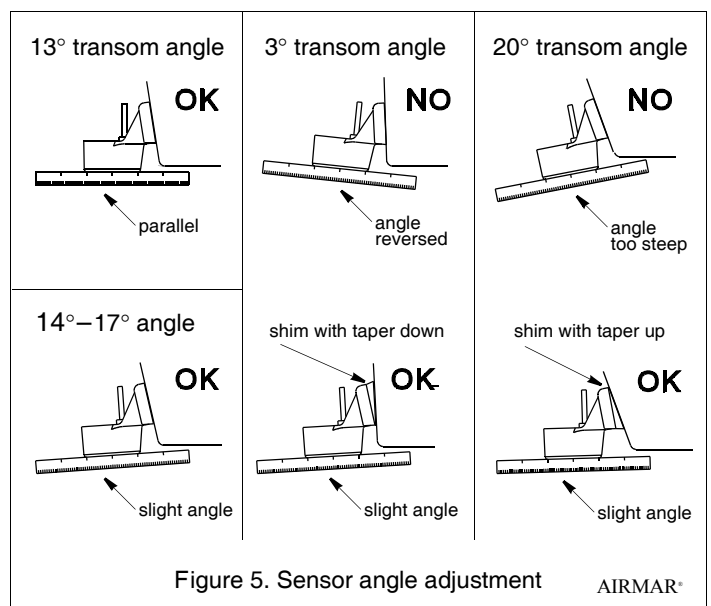 13° transom angle
OK
parallel
3° transom angle
NO
angle
reversed
20° transom angle
NO
angle
too steep
14°–17° angle
OK
slight angle
shim with taper down
OK
slight angle
shim with taper up
OK
slight angle
Figure 5. Sensor angle adjustment
AIRMAR®